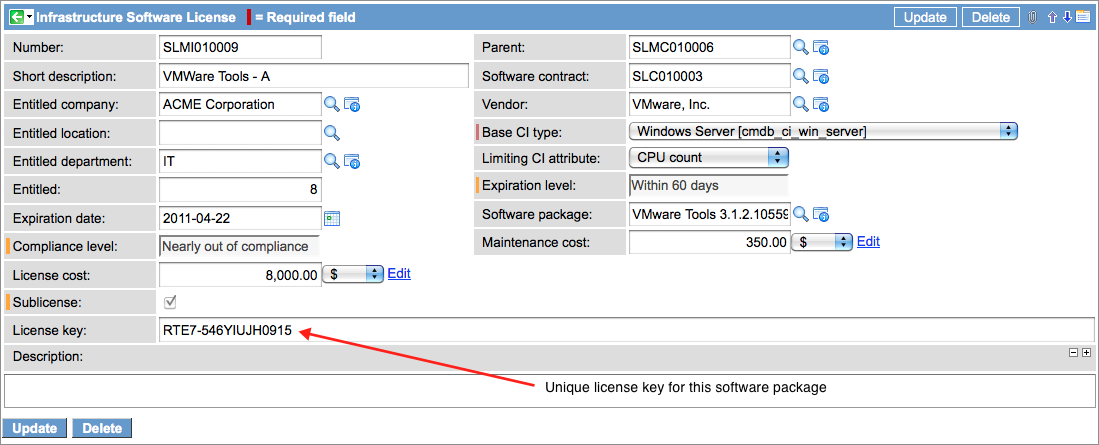 Infrastructure Software License = Required field Update Delete
Number: SLMI010009 Parent: SLMC010006
Short description: VMWare Tools - A Software contract: SLC010003
Entitled company: ACME Corporation Vendor: VMware, Inc.
Entitled location: Base CI type: Windows Server [cmdb_ci_win_server]
Entitled department: IT Limiting CI attribute: CPU count
Entitled: 8 Expiration level: Within 60 days
Expiration date: 2011-04-22 Software package: VMware Tools 3.1.2.10559
Compliance level: Nearly out of compliance Maintenance cost: 350.00 $ Edit
License cost: 8,000.00 $ Edit
Sublicense:
License key: RTE7-546YIUJH0915
Description:
Unique license key for this software package
Update Delete